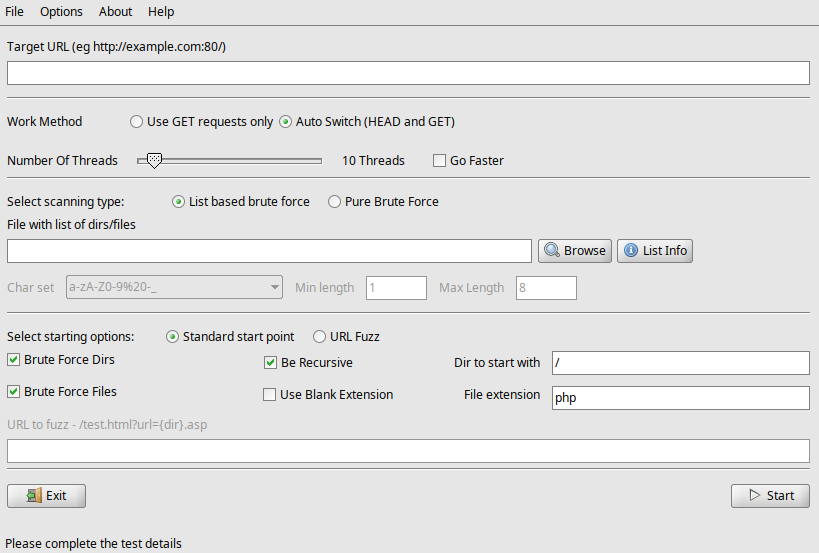 File Options About Help
Target URL (eg http://example.com:80/)
Work Method Use GET requests only Auto Switch (HEAD and GET)
Number Of Threads 10 Threads Go Faster
Select scanning type: List based brute force Pure Brute Force
File with list of dirs/files
Browse List Info
Char set a-zA-Z0-9%20-_ Min length 1 Max Length 8
Select starting options: Standard start point URL Fuzz
Brute Force Dirs Be Recursive Dir to start with /
Brute Force Files Use Blank Extension File extension php
URL to fuzz - /test.html?url={dir}.asp
Exit Start
Please complete the test details